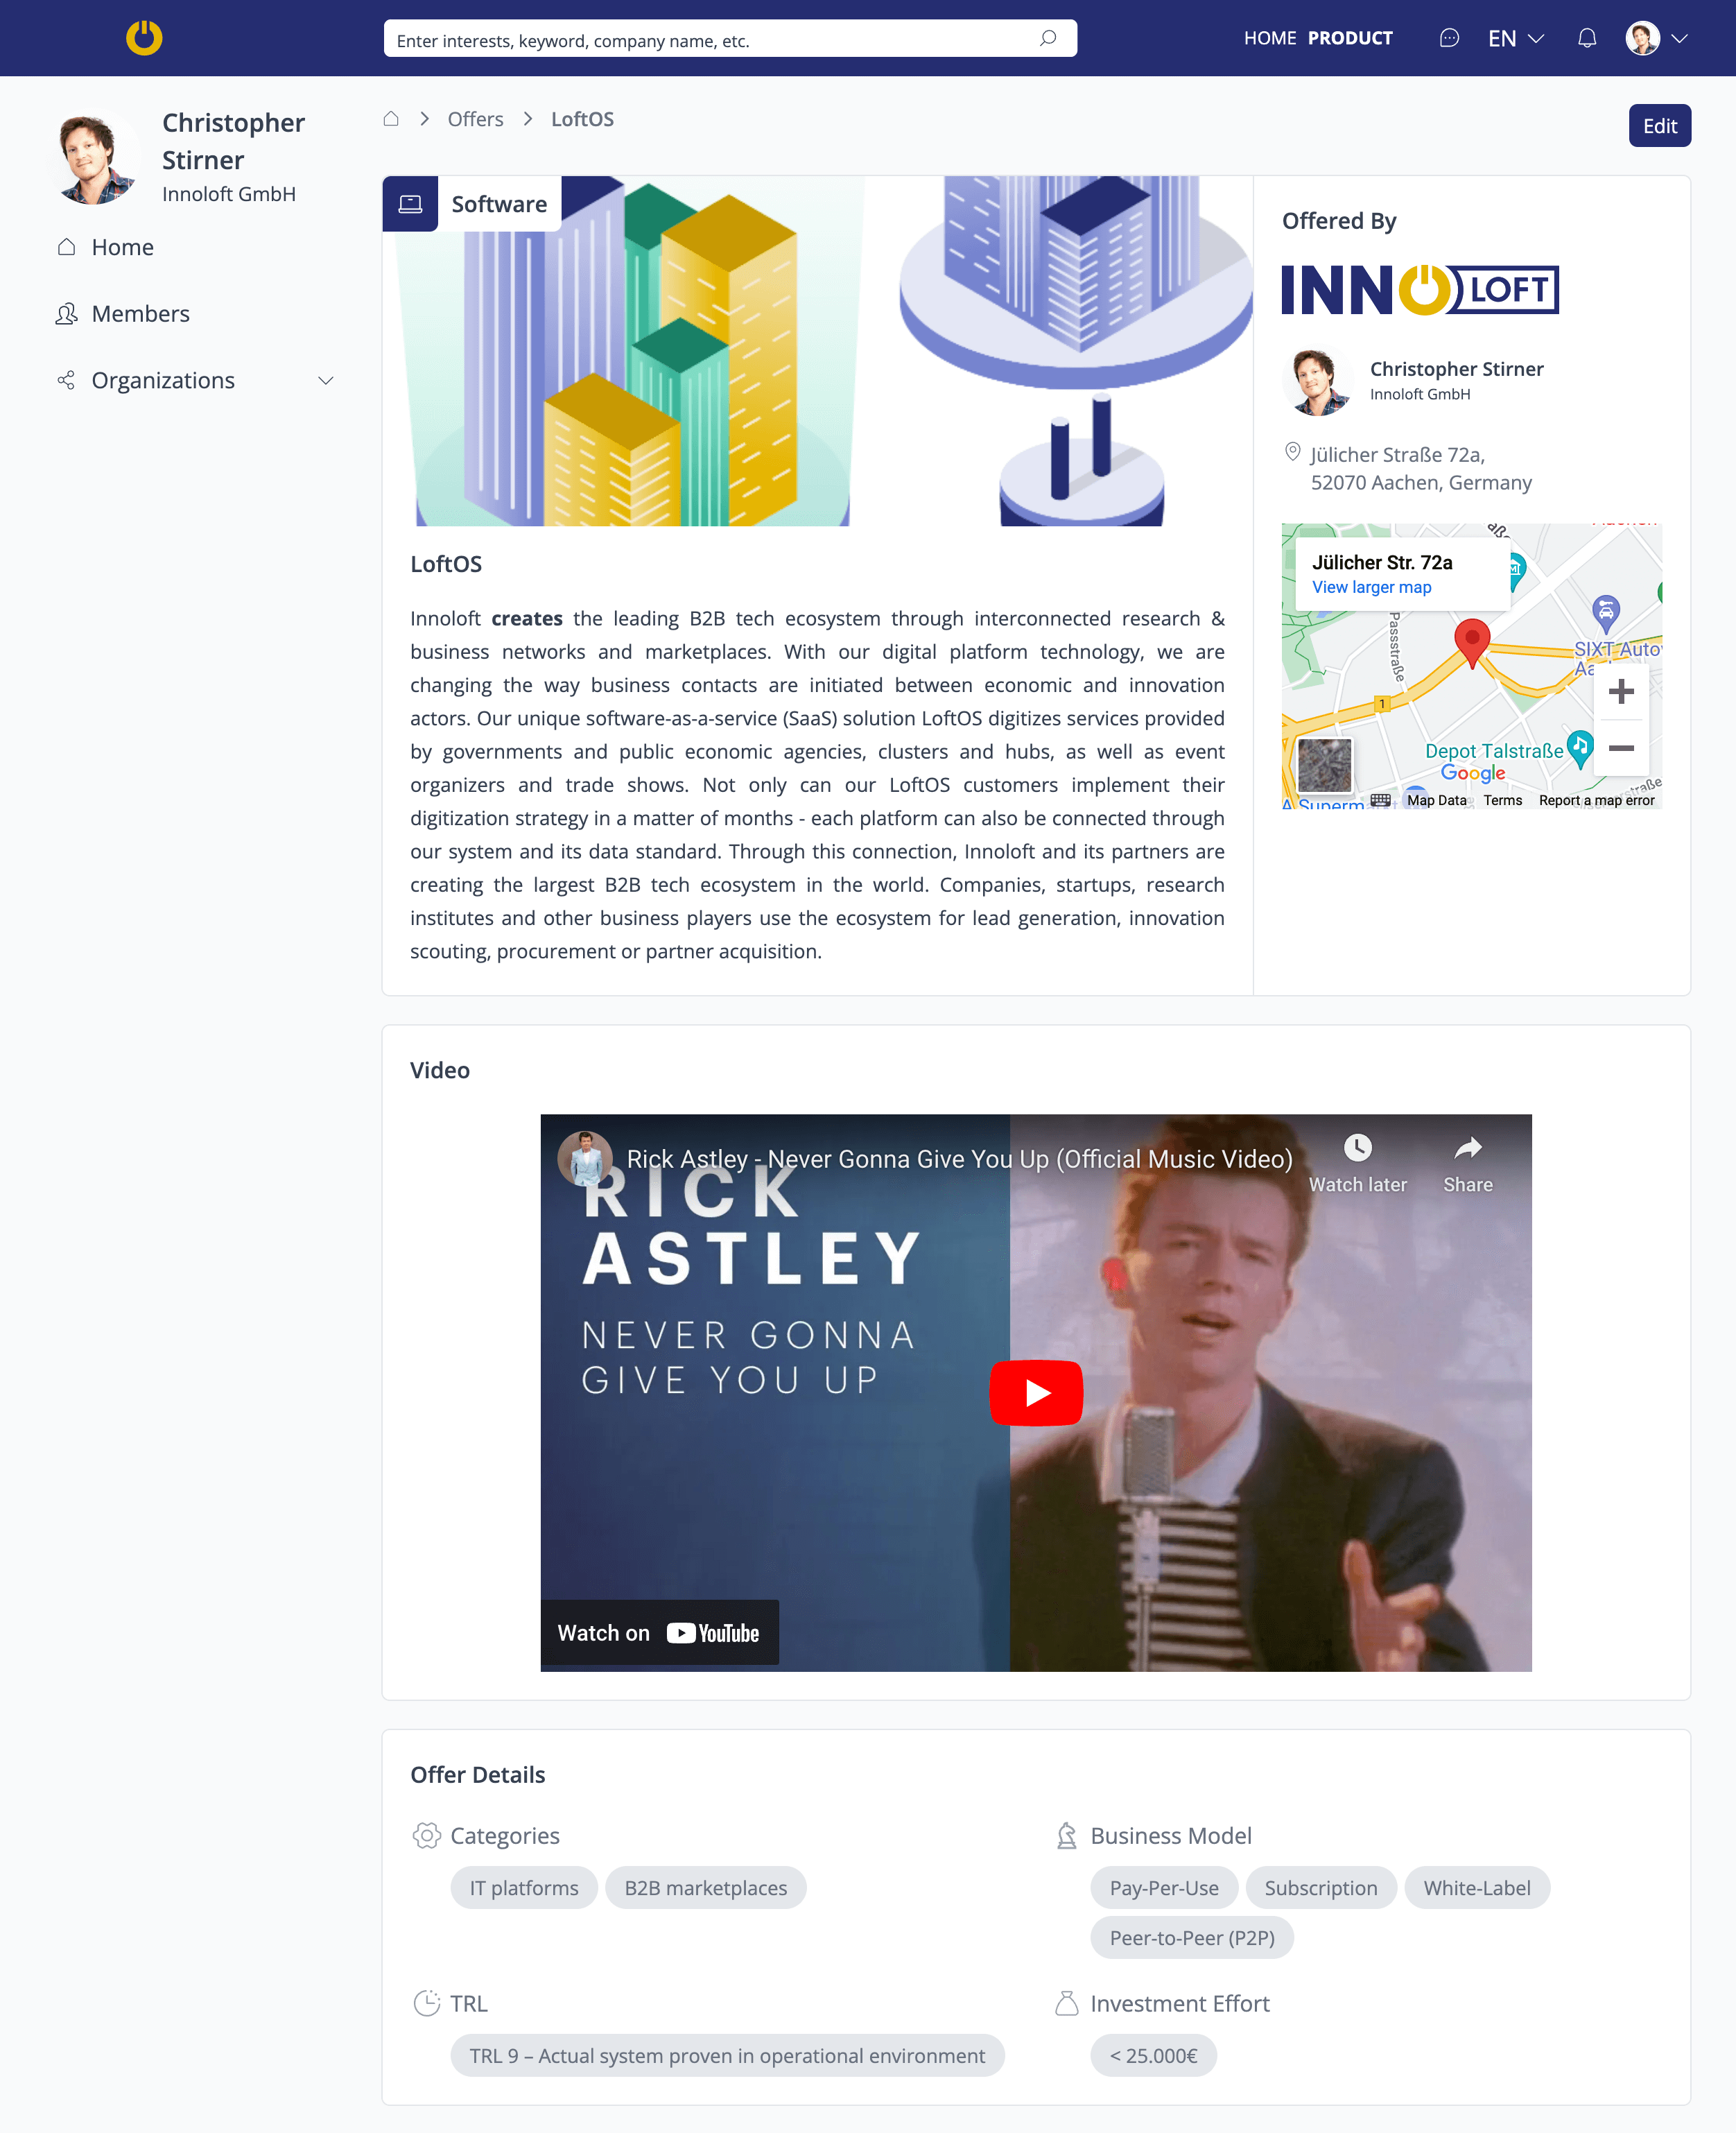 Enter interests, keyword, company name, etc.
HOME PRODUCT
EN
Christopher
Stirner
Innoloft GmbH
Home
Members
Organizations
Offers
LoftOS
Edit
Software
LoftOS
Innoloft creates the leading B2B tech ecosystem through interconnected research &
business networks and marketplaces. With our digital platform technology, we are
changing the way business contacts are initiated between economic and innovation
actors. Our unique software-as-a-service (SaaS) solution LoftOS digitizes services provided
by governments and public economic agencies, clusters and hubs, as well as event
organizers and trade shows. Not only can our LoftOS customers implement their
digitization strategy in a matter of months - each platform can also be connected through
our system and its data standard. Through this connection, Innoloft and its partners are
creating the largest B2B tech ecosystem in the world. Companies, startups, research
institutes and other business players use the ecosystem for lead generation, innovation
scouting, procurement or partner acquisition.
Offered By
INNOLOFT
Christopher Stirner
Innoloft GmbH
Jülicher Straße 72a,
52070 Aachen, Germany
Jülicher Str. 72a
View larger map
Passstraße
SIXT Auto
1
Depot Talstraße
Google
Map Data
Terms
Report a map error
Video
Rick Astley - Never Gonna Give You Up (Official Music Video)
Watch later
Share
RICK
ASTLEY
NEVER GONNA
GIVE YOU UP
Watch on YouTube
Offer Details
Categories
IT platforms
B2B marketplaces
Business Model
Pay-Per-Use
Subscription
White-Label
Peer-to-Peer (P2P)
TRL
TRL 9 – Actual system proven in operational environment
Investment Effort
< 25.000€